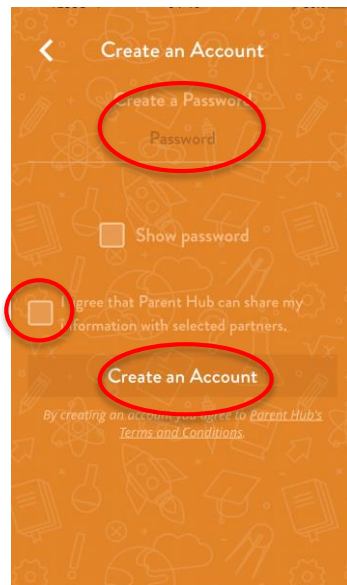 Create an Account
Create a Password
Password
Show password
I agree that Parent Hub can share my
information with selected partners.
Create an Account
By creating an account you agree to Parent Hub's
Terms and Conditions.